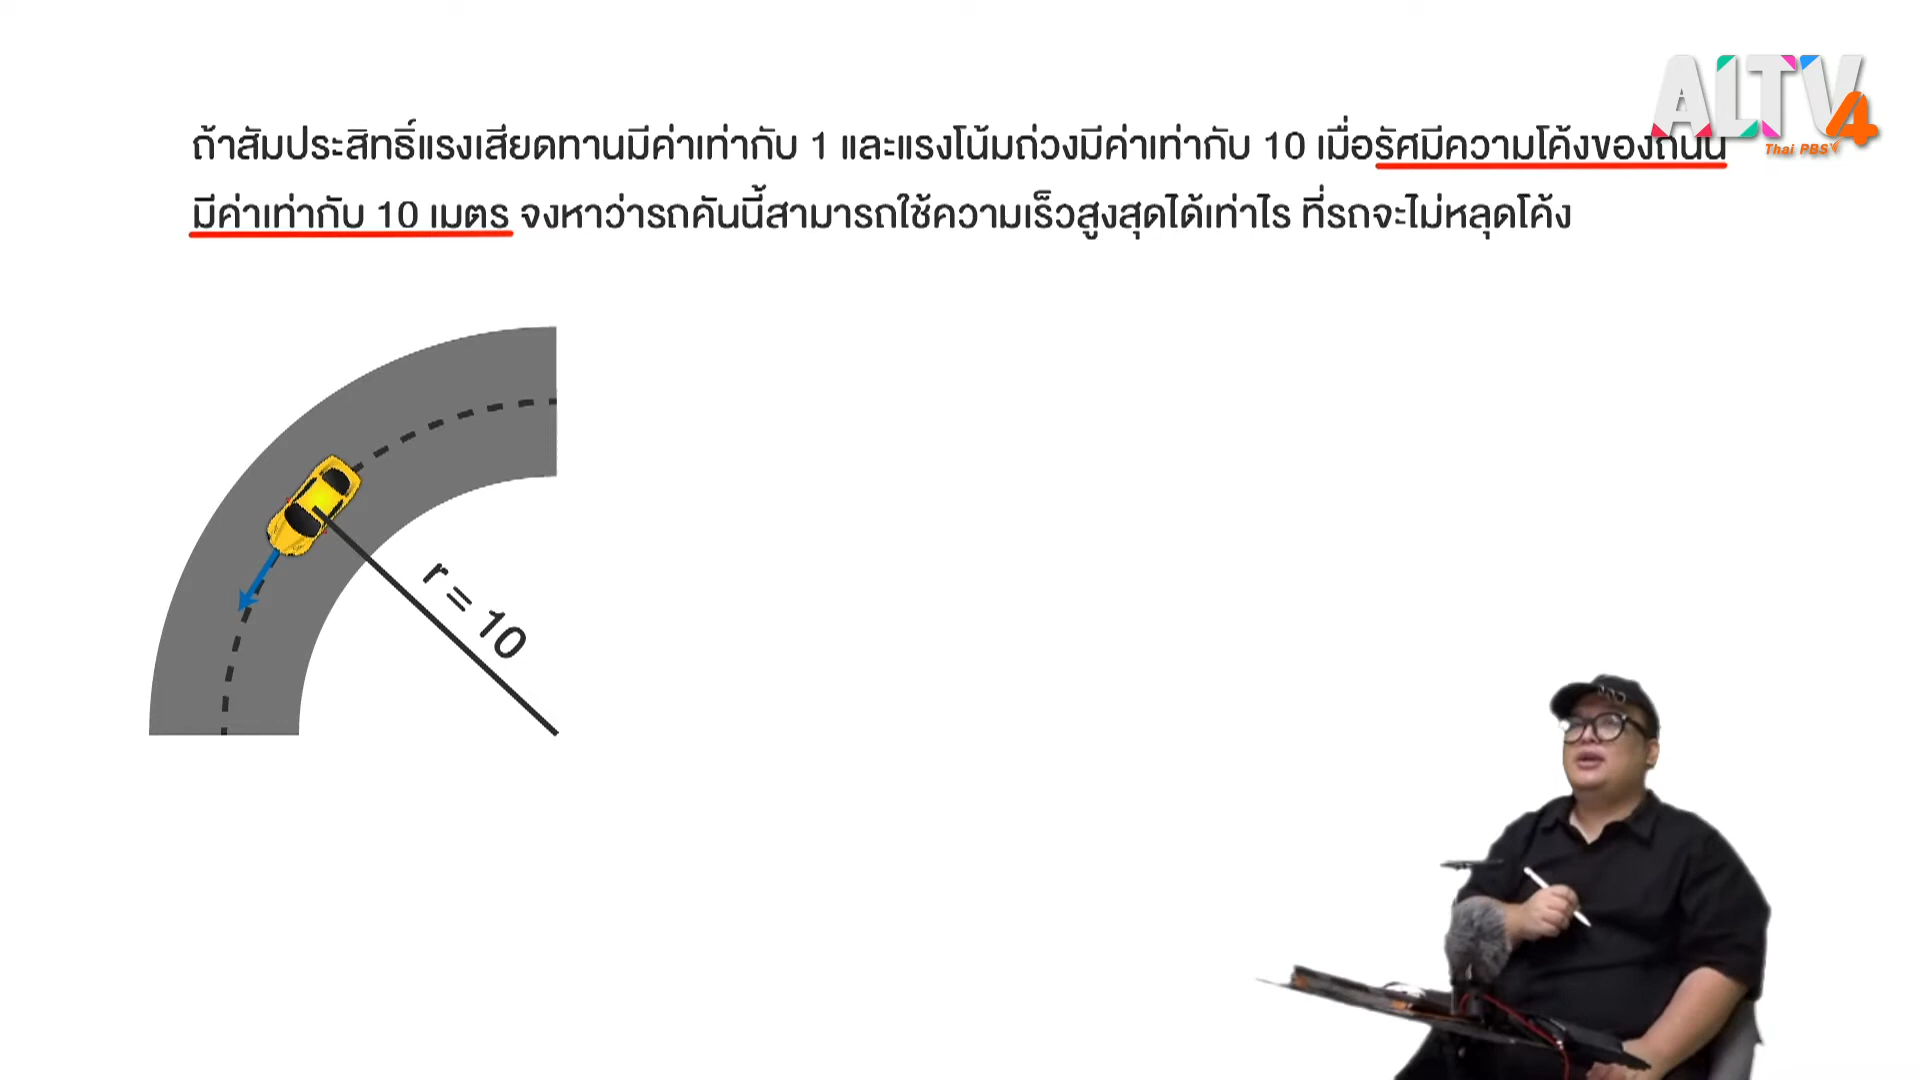 ALTV4
Thai PBS
ถ้าสัมประสิทธิ์แรงเสียดทานมีค่าเท่ากับ 1 และแรงโน้มถ่วงมีค่าเท่ากับ 10 เมื่อรัศมีความโค้งของถนน
มีค่าเท่ากับ 10 เมตร จงหาว่ารถคันนี้สามารถใช้ความเร็วสูงสุดได้เท่าไร ที่รถจะไม่หลุดโค้ง
r = 10